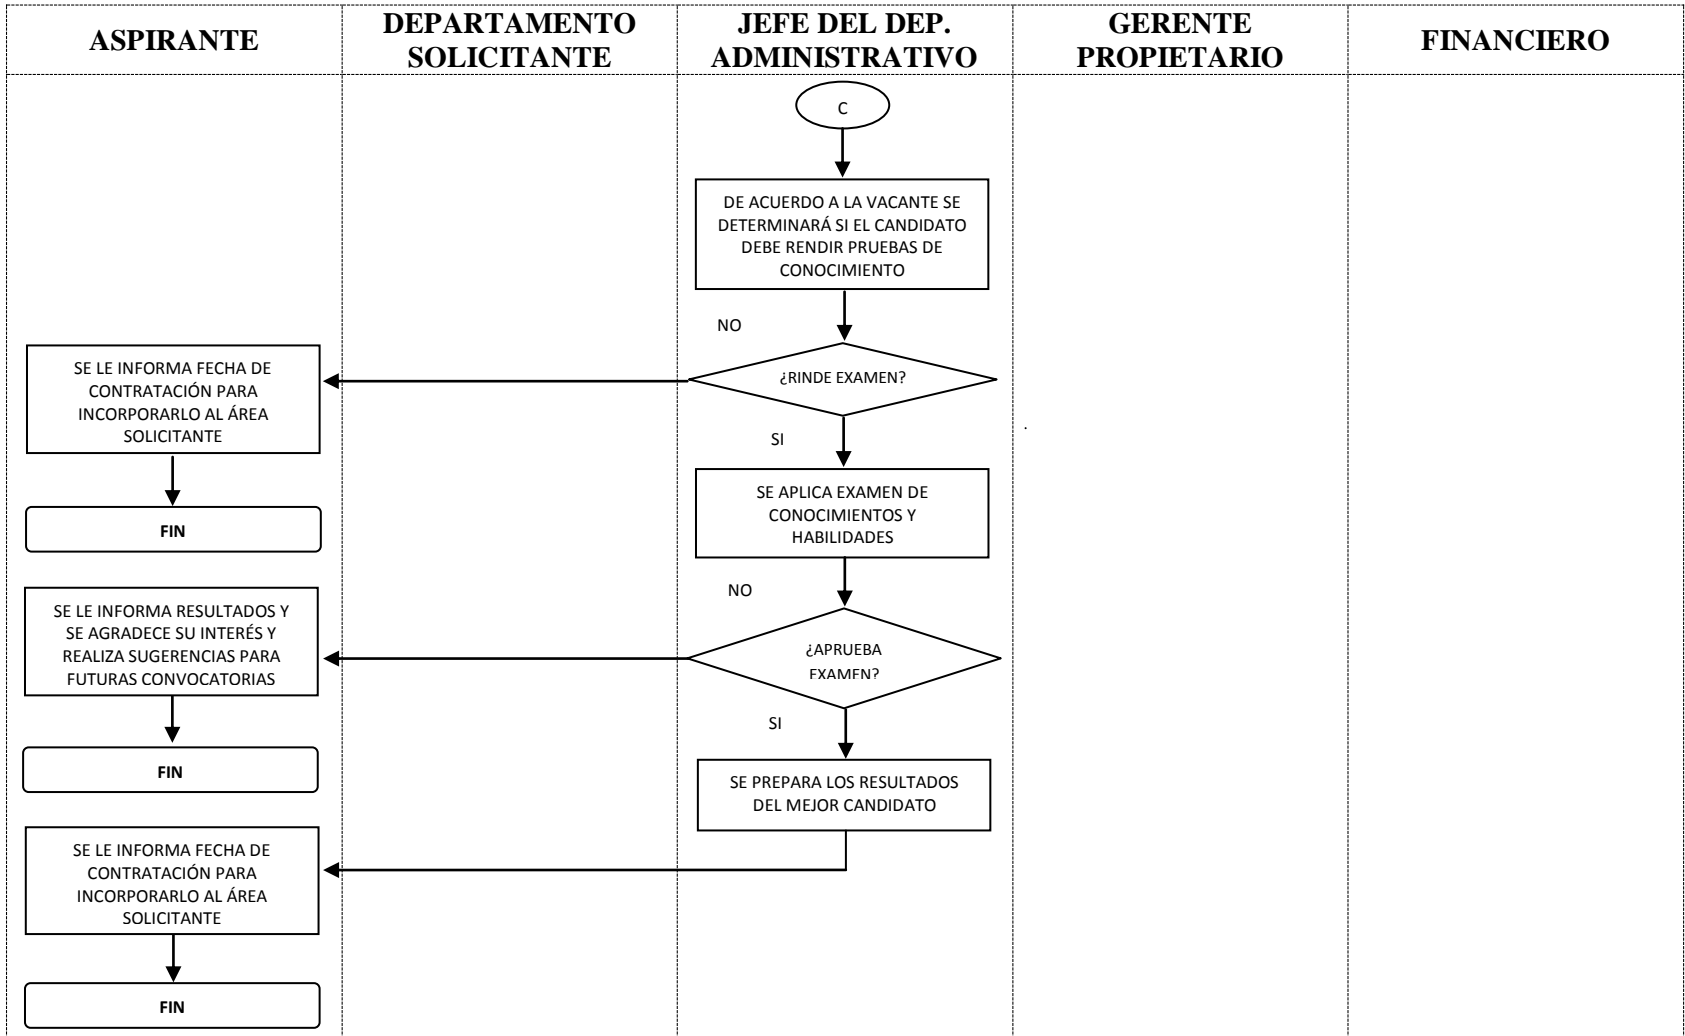 ASPIRANTE
DEPARTAMENTO
SOLICITANTE
JEFE DEL DEP.
ADMINISTRATIVO
GERENTE
PROPIETARIO
FINANCIERO
C
DE ACUERDO A LA VACANTE SE
DETERMINARÁ SI EL CANDIDATO
DEBE RENDIR PRUEBAS DE
CONOCIMIENTO
NO
¿RINDE EXAMEN?
SE LE INFORMA FECHA DE
CONTRATACIÓN PARA
INCORPORARLO AL ÁREA
SOLICITANTE
.
SI
SE APLICA EXAMEN DE
CONOCIMIENTOS Y
HABILIDADES
FIN
NO
SE LE INFORMA RESULTADOS Y
SE AGRADECE SU INTERÉS Y
REALIZA SUGERENCIAS PARA
FUTURAS CONVOCATORIAS
¿APRUEBA
EXAMEN?
SI
FIN
SE PREPARA LOS RESULTADOS
DEL MEJOR CANDIDATO
SE LE INFORMA FECHA DE
CONTRATACIÓN PARA
INCORPORARLO AL ÁREA
SOLICITANTE
FIN